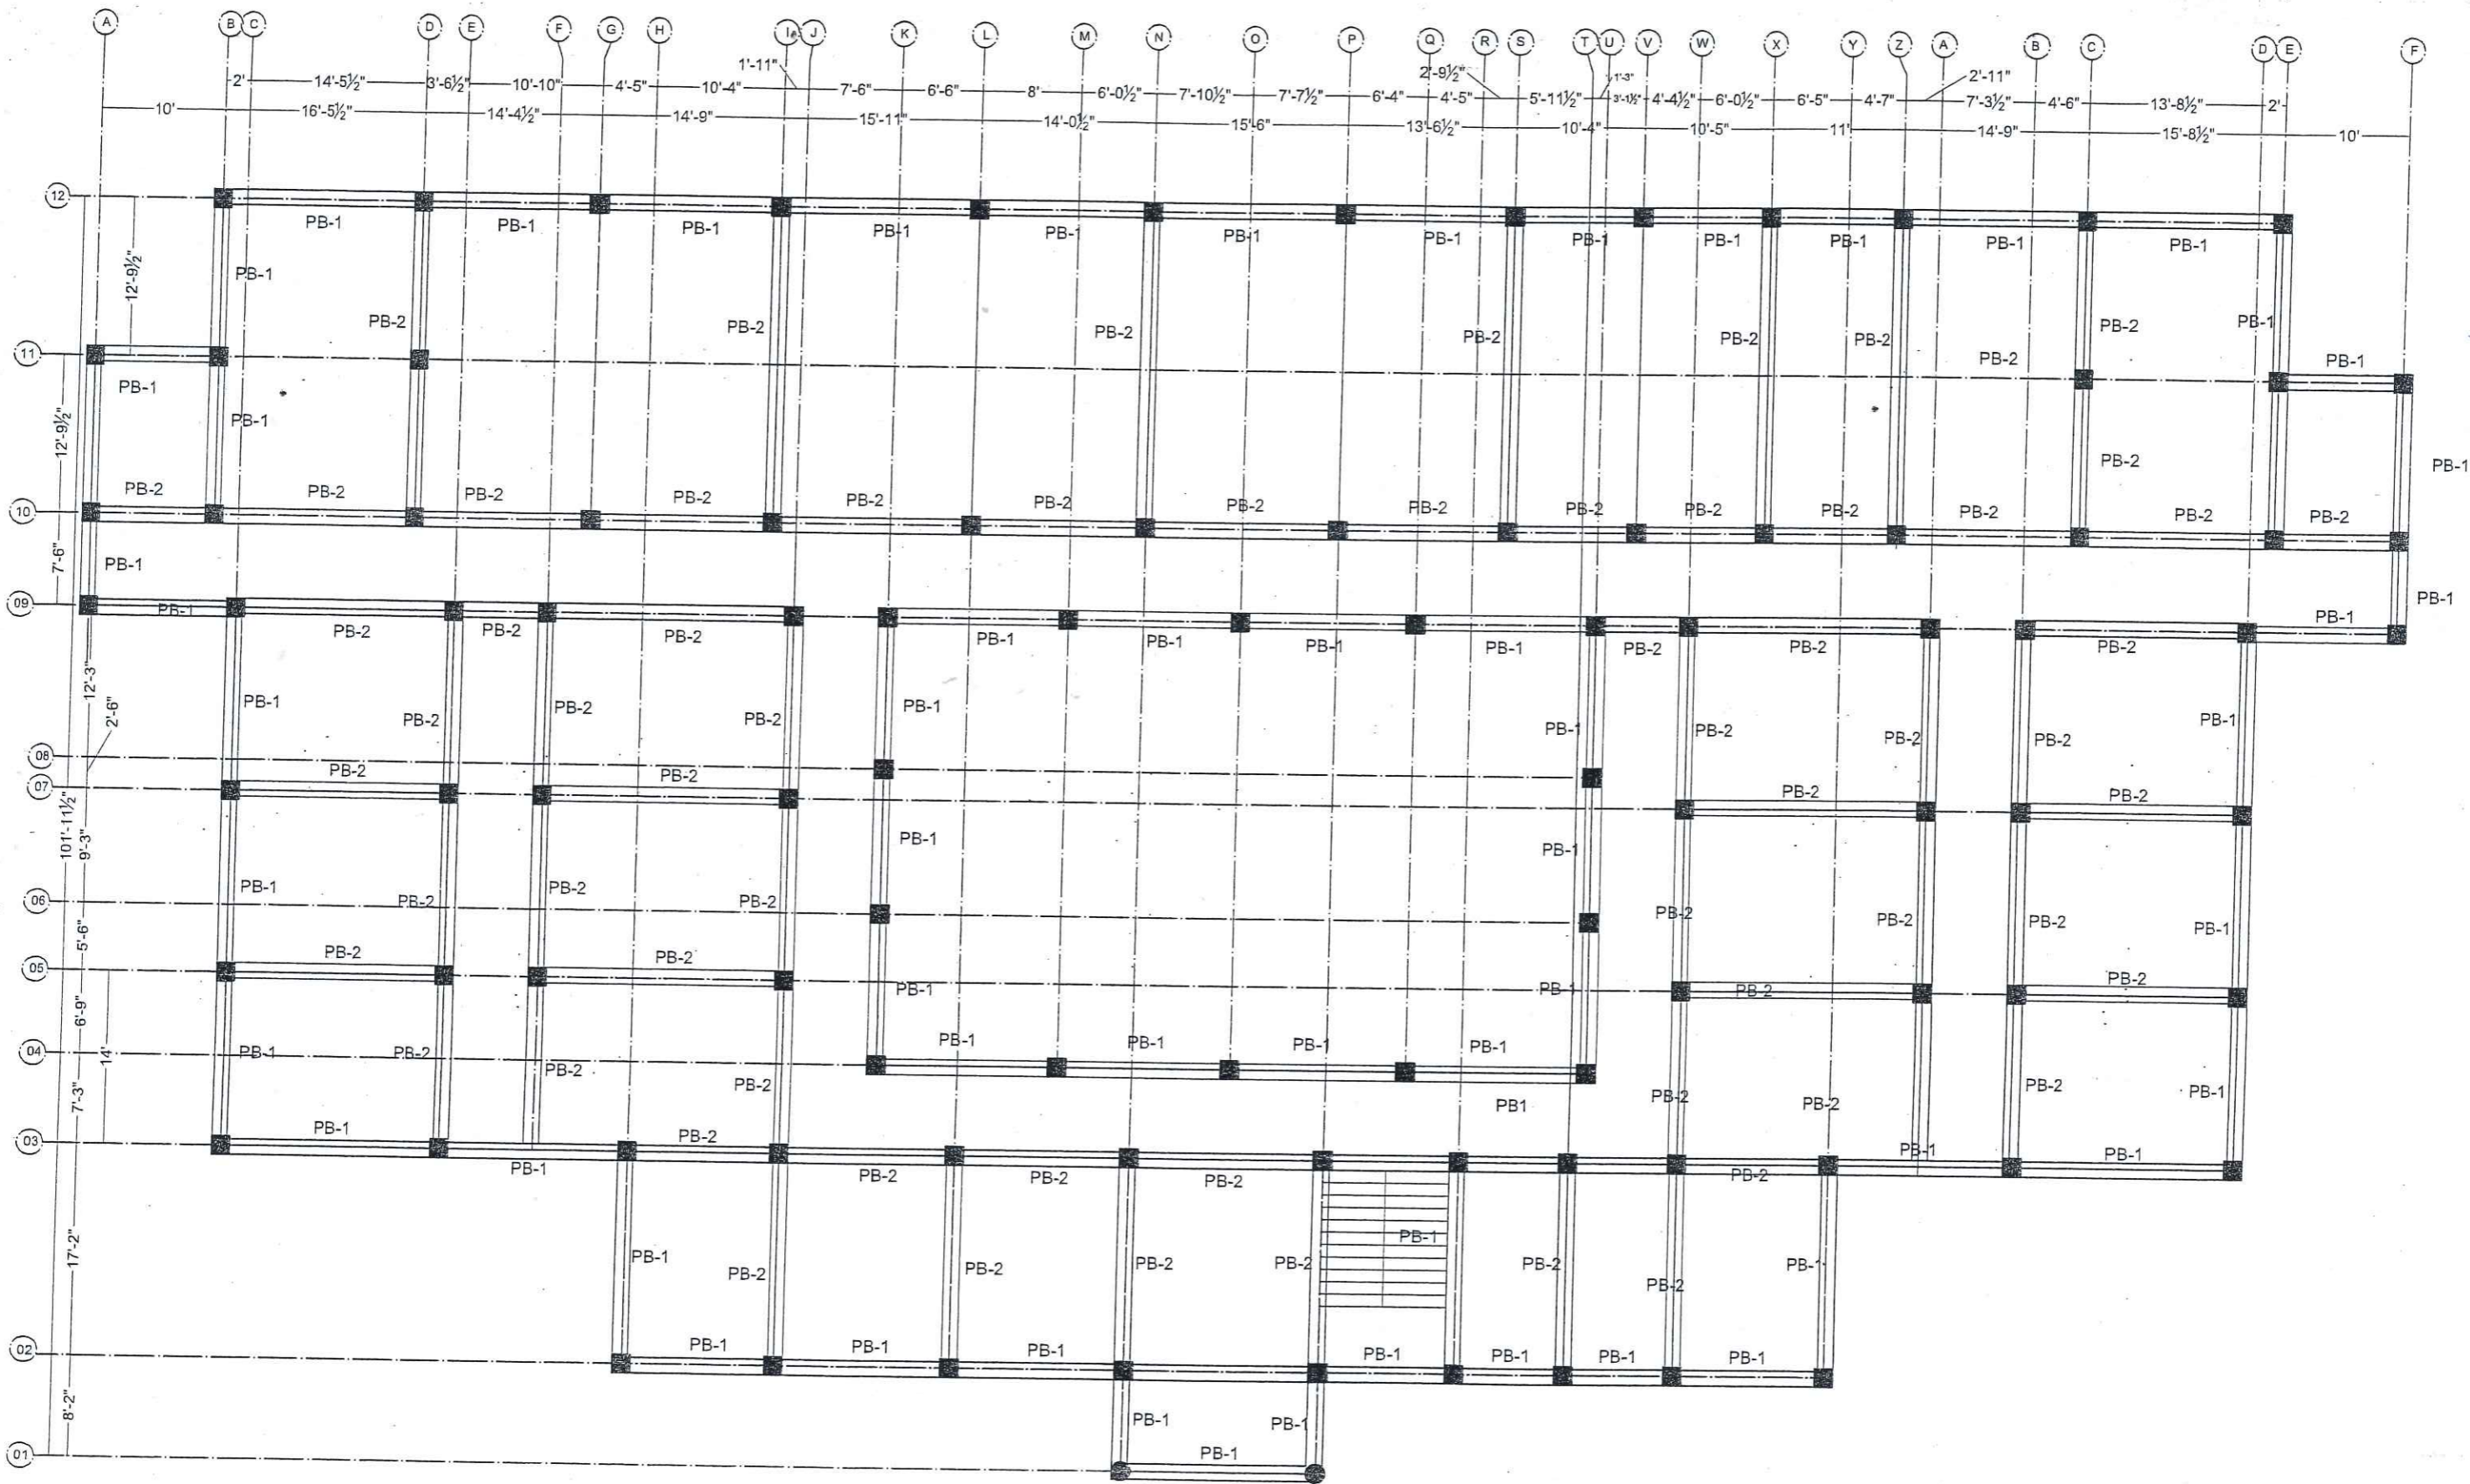 A B C D E F G H I J K L M N O P Q R S T U V W X Y Z A B C D E F
1'-11" 2'-9½" 1'-3" 2'-11"
2' 14'-5½" 3'-6½" 10'-10" 4'-5" 10'-4" 7'-6" 6'-6" 8' 6'-0½" 7'-10½" 7'-7½" 6'-4" 4'-5" 5'-11½" 3'-1½" 4'-4½" 6'-0½" 6'-5" 4'-7" 7'-3½" 4'-6" 13'-8½" 2'
10' 16'-5½" 14'-4½" 14'-9" 15'-11" 14'-0½" 15'-6" 13'-6½" 10'-4" 10'-5" 11' 14'-9" 15'-8½" 10'
12
PB-1 PB-1 PB-1 PB-1 PB-1 PB-1 PB-1 PB-1 PB-1 PB-1 PB-1 PB-1
12'-9½" PB-1
PB-2 PB-2 PB-2 PB-2 PB-2 PB-2 PB-2 PB-1
11 PB-2 PB-1
PB-1
12'-9½" PB-1 PB-2 PB-1
PB-2 PB-2 PB-2 PB-2 PB-2 PB-2 PB-2 PB-2 PB-2 PB-2 PB-2 PB-2 PB-2 PB-2
10
7'-6" PB-1 PB-1
09 PB-1 PB-1
PB-2 PB-2 PB-2 PB-1 PB-1 PB-1 PB-1 PB-2 PB-2 PB-2
12'-3" 2'-6"
PB-1 PB-2 PB-2 PB-2 PB-1 PB-1 PB-2 PB-2 PB-2 PB-1
08
PB-2 PB-2
07 PB-2 PB-2
101'-11½" 9'-3" PB-1 PB-1
PB-1 PB-2 PB-2 PB-2
06 PB-2 PB-2 PB-2 PB-1
5'-6" PB-2 PB-2
05 PB-1 PB-1 PB-2 PB-2
6'-9" 14'
04 PB-1 PB-2 PB-1 PB-1 PB-1 PB-1
7'-3" PB-2 PB-2 PB1 PB-2 PB-2 PB-2 PB-1
03 PB-1 PB-2 PB-1 PB-1
PB-1 PB-2 PB-2 PB-2 PB-2
17'-2" PB-1 PB-2 PB-2 PB-2 PB-2 PB-1 PB-2 PB-2 PB-1
02 PB-1 PB-1 PB-1 PB-1 PB-1 PB-1 PB-1
8'-2" PB-1 PB-1
01 PB-1